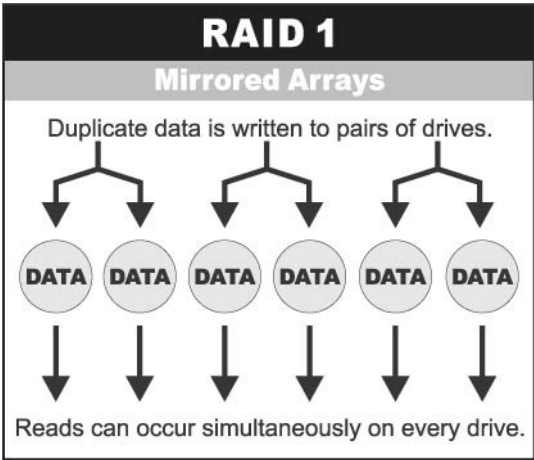 RAID 1
Mirrored Arrays
Duplicate data is written to pairs of drives.
DATA DATA DATA DATA DATA DATA
Reads can occur simultaneously on every drive.